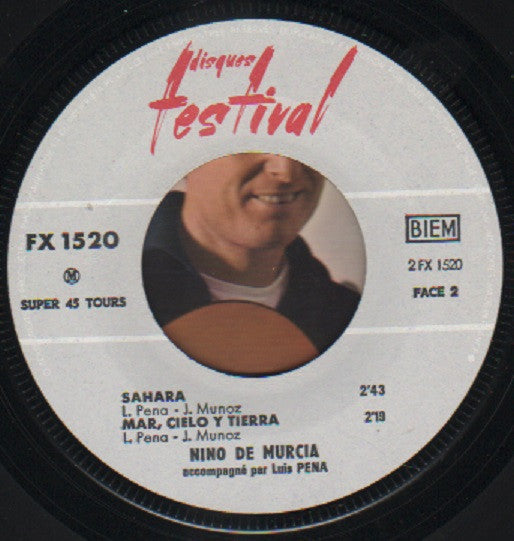 disques
festival
FX 1520
M
SUPER 45 TOURS
BIEM
2 FX 1520
FACE 2
SAHARA 2'43
L. Pena - J. Munoz
MAR, CIELO Y TIERRA 2'19
L. Pena - J. Munoz
NINO DE MURCIA
accompagné par Luis PENA